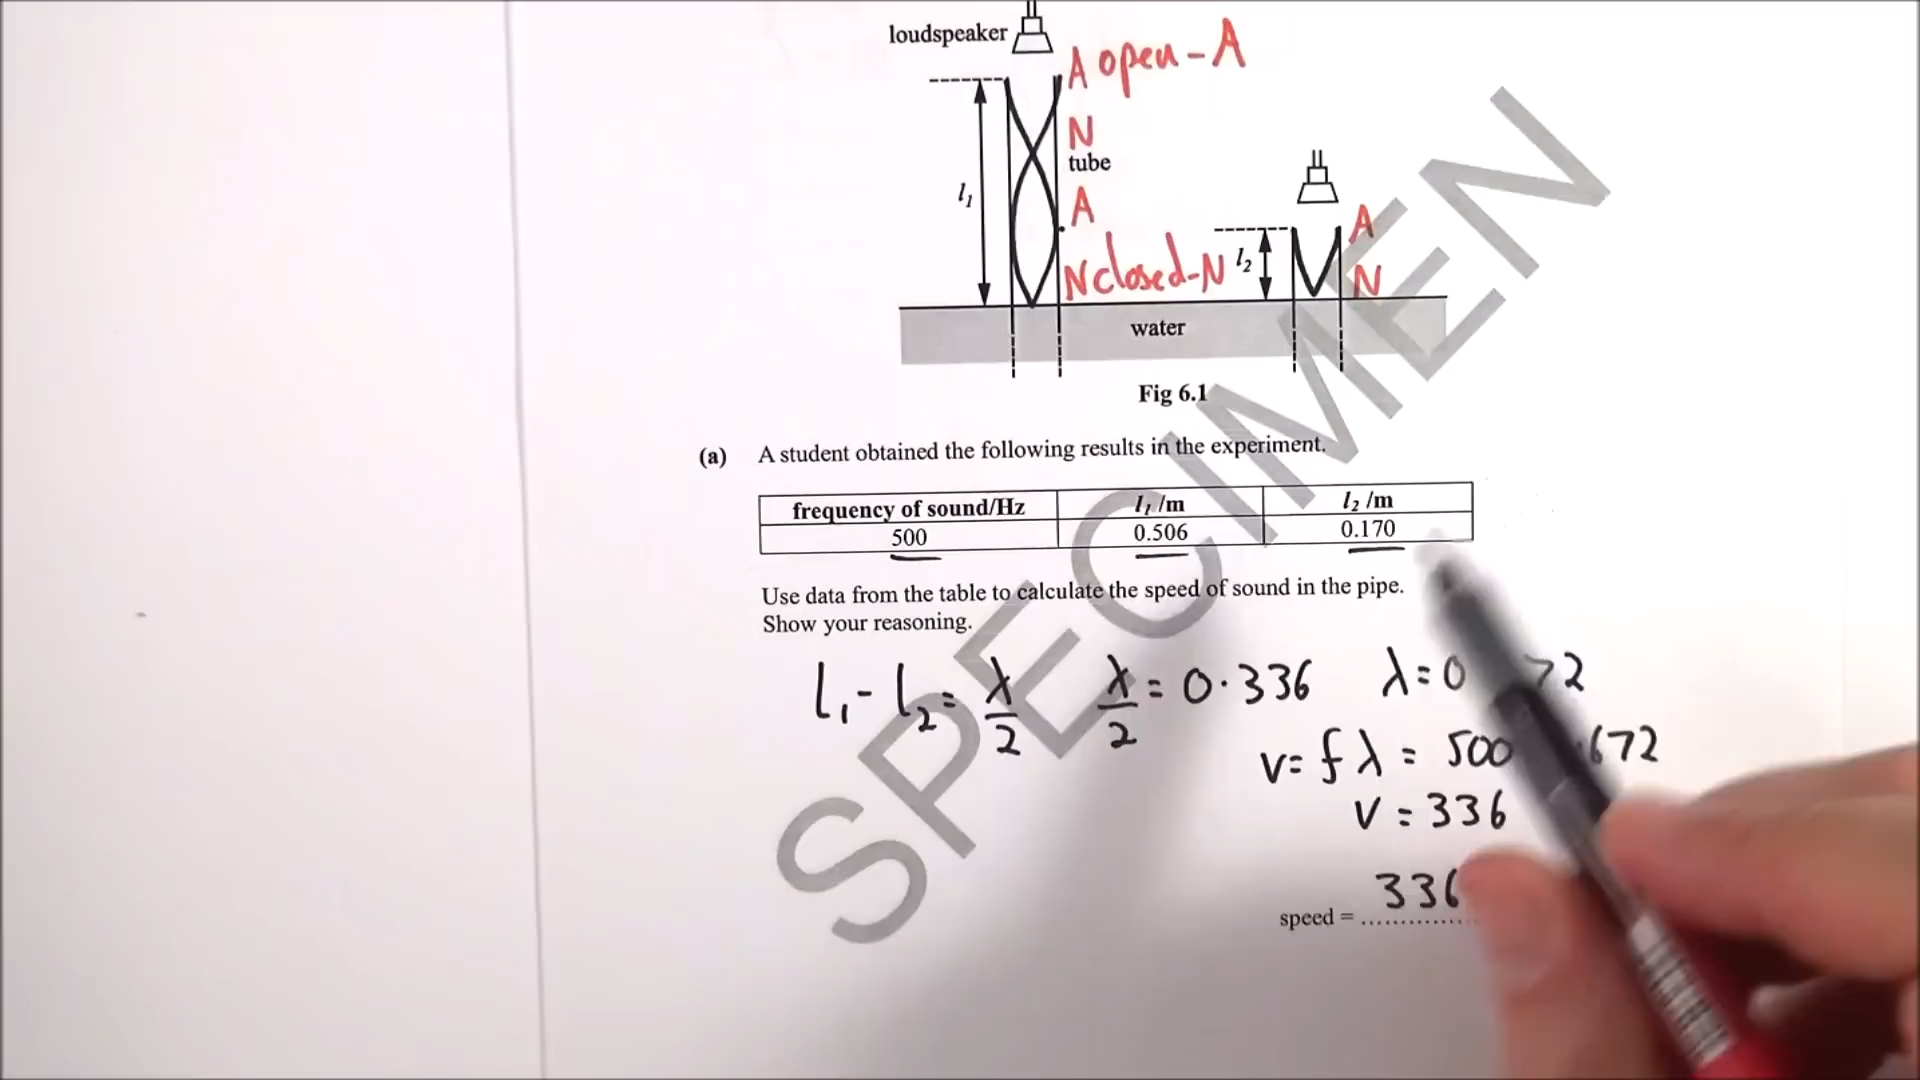 loudspeaker
A open-A
N
tube
l₁
A
A
N closed-N
l₂
N
water
Fig 6.1
(a) A student obtained the following results in the experiment.
frequency of sound/Hz l₁ /m l₂ /m
500 0.506 0.170
Use data from the table to calculate the speed of sound in the pipe.
Show your reasoning.
l₁ - l₂ = λ/2 λ/2 = 0.336 λ = 0 72
v = fλ = 500 672
v = 336
336
speed =
SPECIMEN